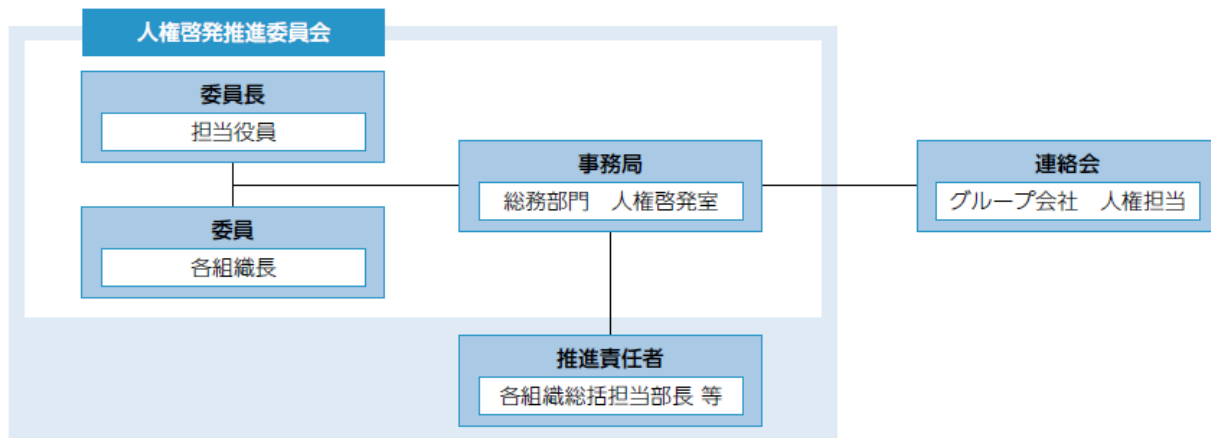 人権啓発推進委員会
委員長
担当役員
委員
各組織長
事務局
総務部門　人権啓発室
連絡会
グループ会社　人権担当
推進責任者
各組織総括担当部長 等